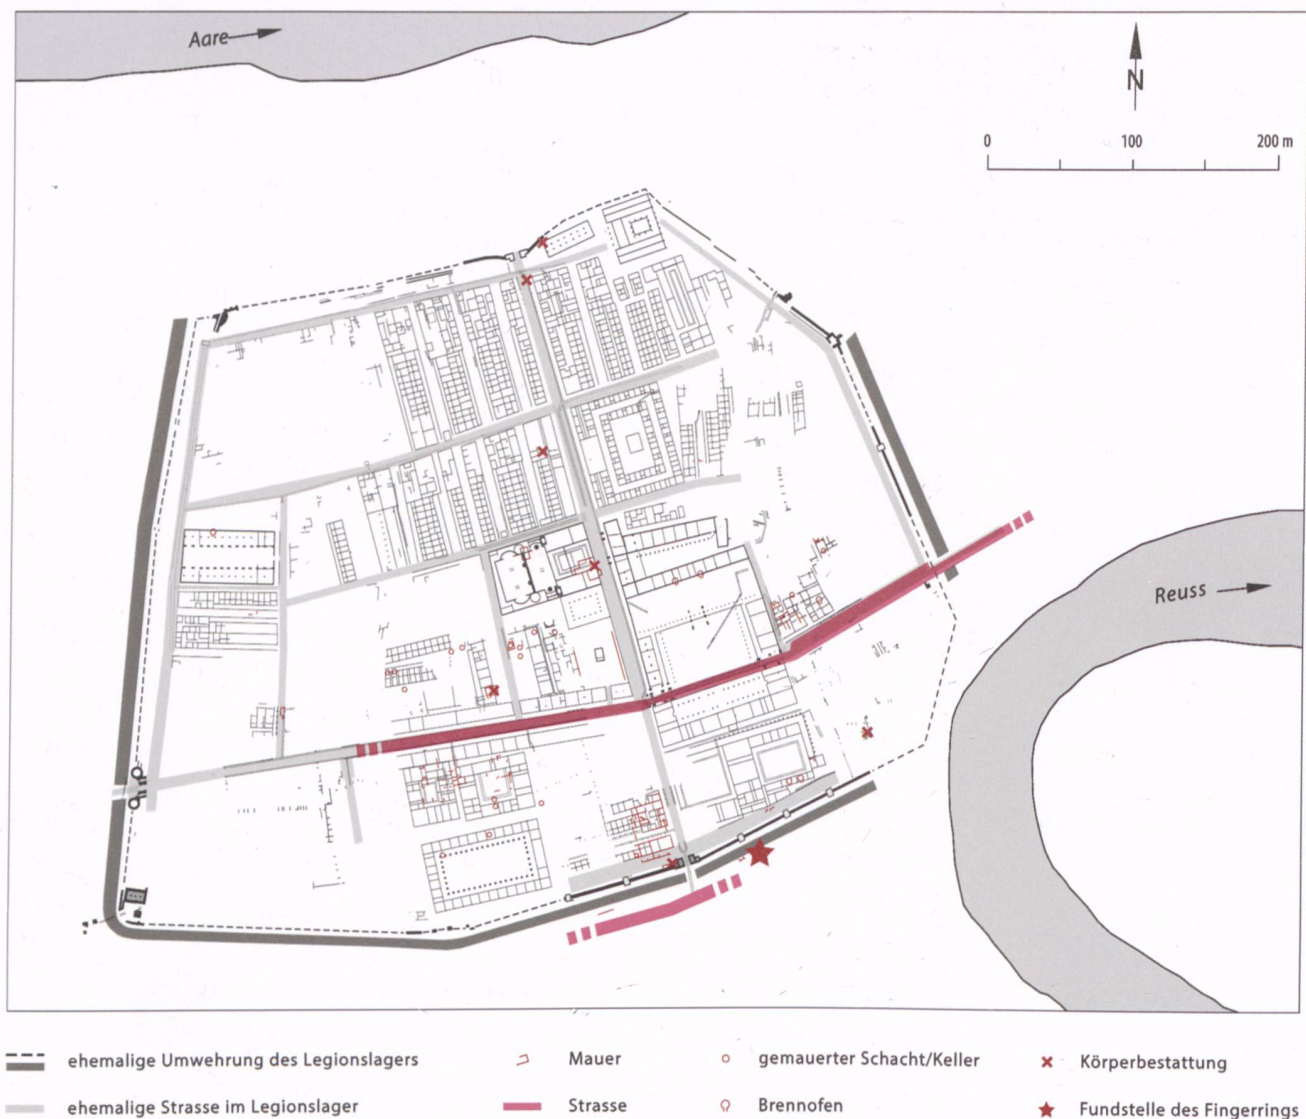 Aare
N
0 100 200 m
Reuss
ehemalige Umwehrung des Legionslagers
Mauer
gemauerter Schacht/Keller
Körperbestattung
ehemalige Strasse im Legionslager
Strasse
Brennofen
Fundstelle des Fingerrings